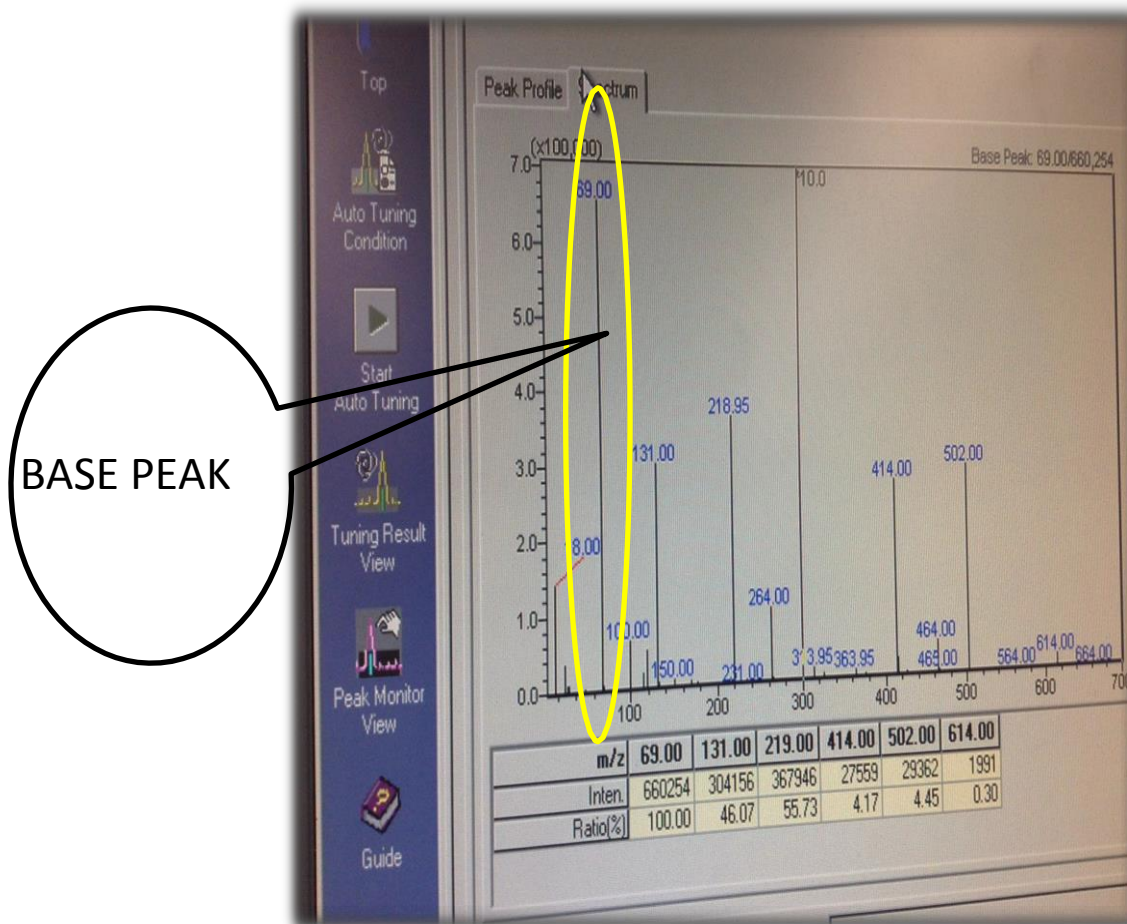 Top
Auto Tuning
Condition
Start
Auto Tuning
Tuning Result
View
Peak Monitor
View
Guide
BASE PEAK
Peak Profile
(x100,000)
Base Peak: 69.00/660,254
7.0
6.0
5.0
4.0
3.0
2.0
1.0
0.0
69.00
10.0
218.95
131.00
414.00
502.00
264.00
464.00
614.00
150.00
231.00
363.95
465.00
564.00
664.00
100 200 300 400 500 600
m/z 69.00 131.00 219.00 414.00 502.00 614.00
Inten. 660254 304156 367946 27559 29362 1991
Ratio(%) 100.00 46.07 55.73 4.17 4.45 0.30